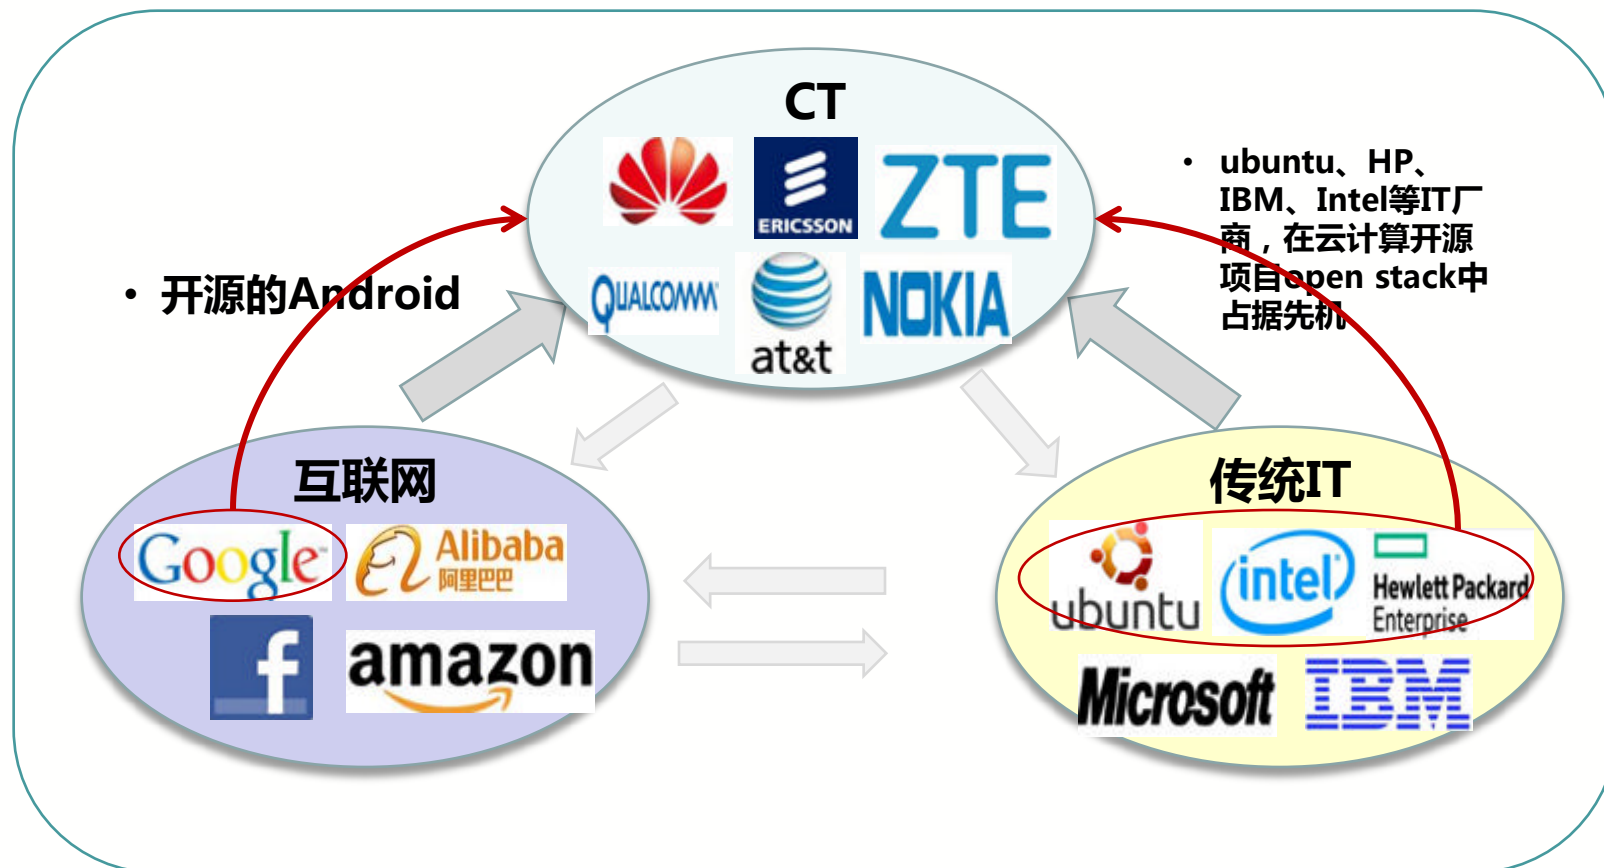 CT
ERICSSON
ZTE
QUALCOMM
at&t
NOKIA
• 开源的Android
• ubuntu、HP、
IBM、Intel等IT厂
商，在云计算开源
项目open stack中
占据先机
互联网
Google
Alibaba
阿里巴巴
f
amazon
传统IT
ubuntu
intel
Hewlett Packard
Enterprise
Microsoft
IBM